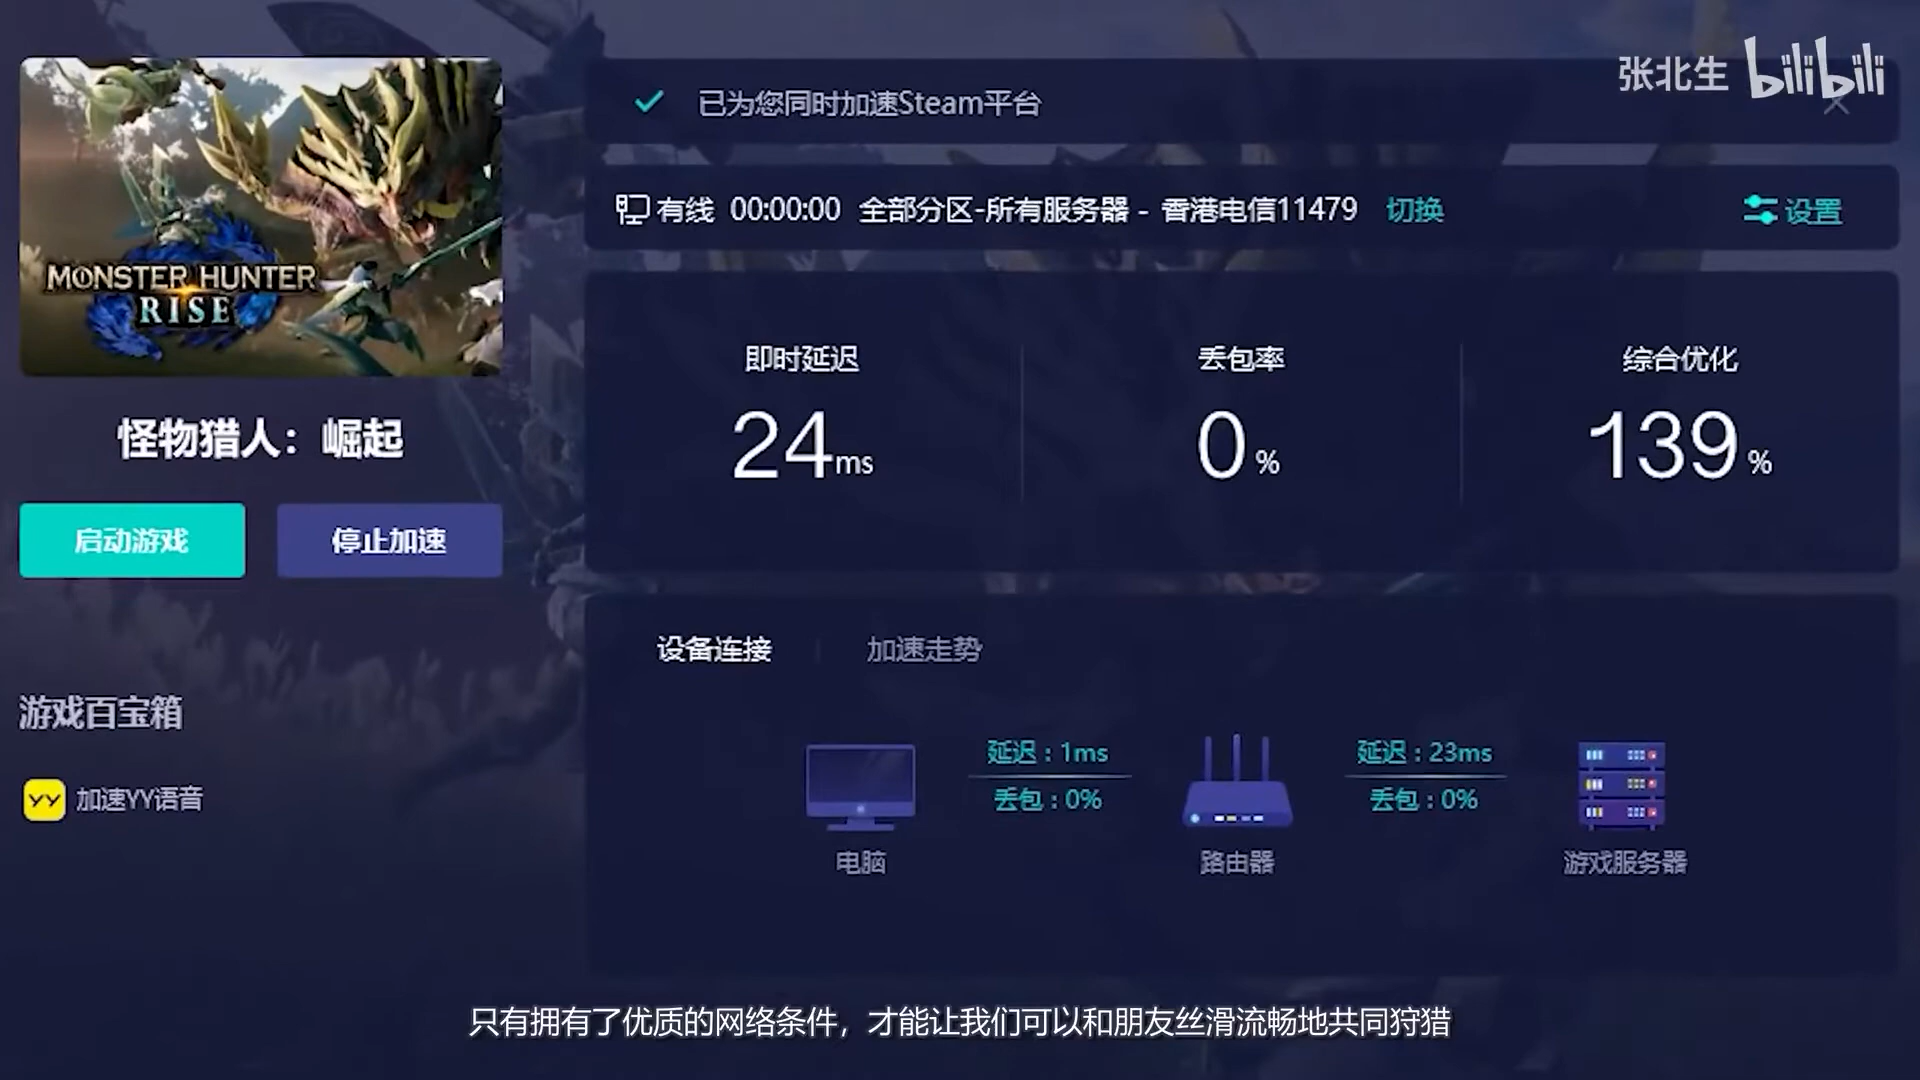 张北生 bilibili
已为您同时加速Steam平台
有线 00:00:00 全部分区-所有服务器 - 香港电信11479 切换 设置
MONSTER HUNTER
RISE
怪物猎人：崛起
启动游戏 停止加速
即时延迟 丢包率 综合优化
24ms 0% 139%
设备连接 加速走势
游戏百宝箱
YY 加速YY语音
延迟：1ms 延迟：23ms
丢包：0% 丢包：0%
电脑 路由器 游戏服务器
只有拥有了优质的网络条件，才能让我们可以和朋友丝滑流畅地共同狩猎